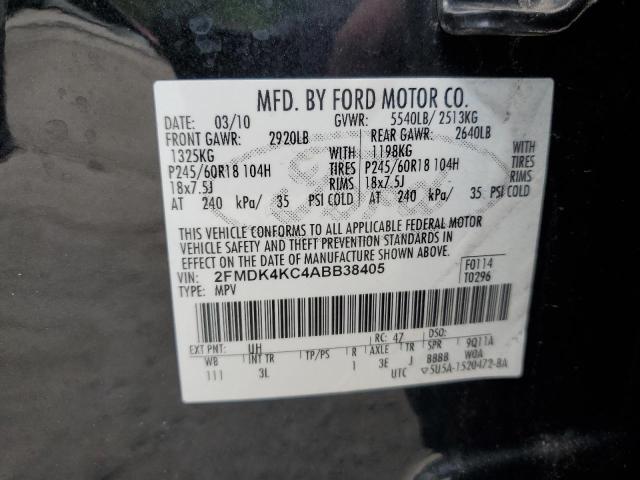 MFD. BY FORD MOTOR CO.
DATE: 03/10 GVWR: 5540LB/ 2513KG
FRONT GAWR: 2920LB REAR GAWR: 2640LB
1325KG WITH 1198KG WITH
P245/60R18 104H TIRES P245/60R18 104H TIRES
18x7.5J RIMS 18x7.5J RIMS
AT 240 kPa/ 35 PSI COLD AT 240 kPa/ 35 PSI COLD
THIS VEHICLE CONFORMS TO ALL APPLICABLE FEDERAL MOTOR
VEHICLE SAFETY AND THEFT PREVENTION STANDARDS IN
EFFECT ON THE DATE OF MANUFACTURE SHOWN ABOVE.
VIN: 2FMDK4KC4ABB38405 F0114
TYPE: MPV T0296
EXT PNT: UH RC: 47 DSO:
WB INT TR TP/PS R AXLE TR SPR 9Q11A
111 3L 1 3E J BBBB WOA
UTC 5U5A-1520472-BA